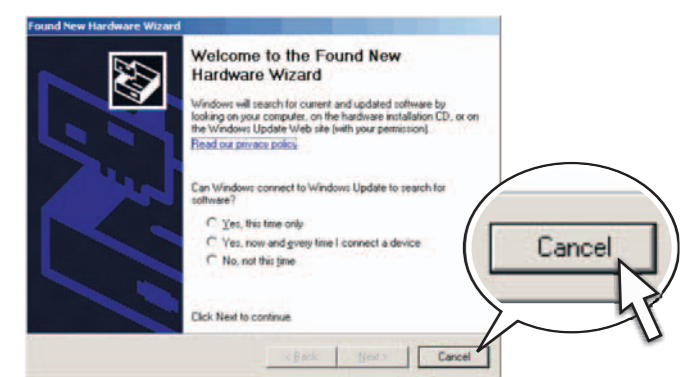 Found New Hardware Wizard
Welcome to the Found New
Hardware Wizard
Windows will search for current and updated software by
looking on your computer, on the hardware installation CD, or on
the Windows Update Web site (with your permission).
Read our privacy policy
Can Windows connect to Windows Update to search for
software?
Yes, this time only
Yes, now and every time I connect a device
No, not this time
Click Next to continue.
< Back
Next >
Cancel
Cancel